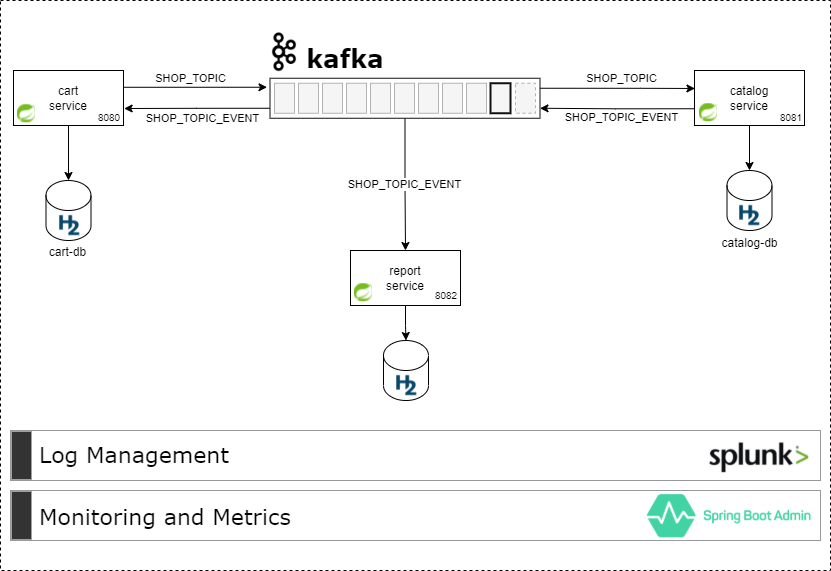 kafka
SHOP_TOPIC
SHOP_TOPIC
cart
service
8080
catalog
service
8081
SHOP_TOPIC_EVENT
SHOP_TOPIC_EVENT
SHOP_TOPIC_EVENT
H2
cart-db
H2
catalog-db
report
service
8082
H2
Log Management
splunk>
Monitoring and Metrics
Spring Boot Admin